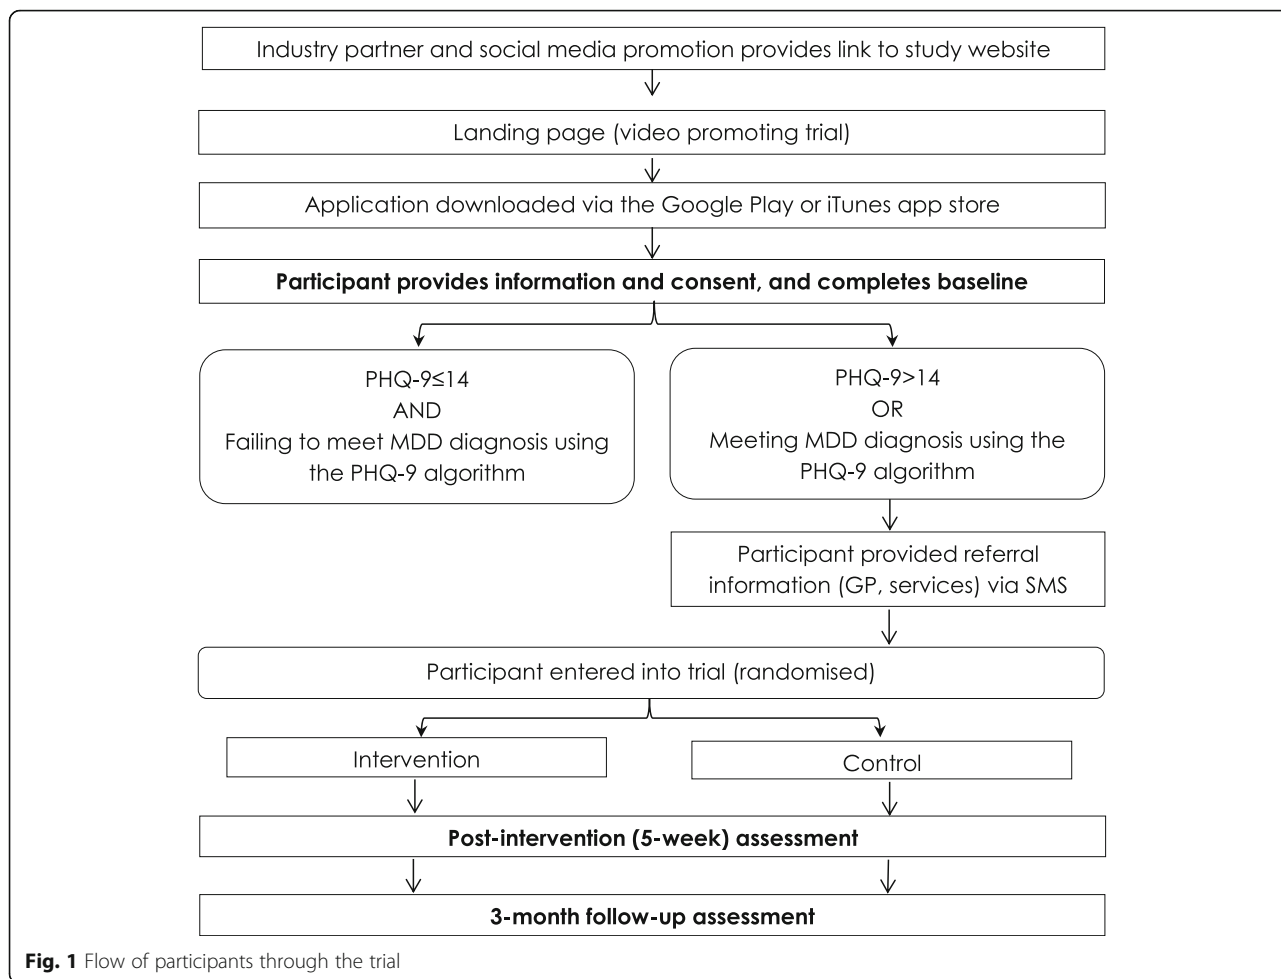 Industry partner and social media promotion provides link to study website
Landing page (video promoting trial)
Application downloaded via the Google Play or iTunes app store
Participant provides information and consent, and completes baseline
PHQ-9≤14
AND
Failing to meet MDD diagnosis using
the PHQ-9 algorithm
PHQ-9>14
OR
Meeting MDD diagnosis using the
PHQ-9 algorithm
Participant provided referral
information (GP, services) via SMS
Participant entered into trial (randomised)
Intervention
Control
Post-intervention (5-week) assessment
3-month follow-up assessment
Fig. 1 Flow of participants through the trial